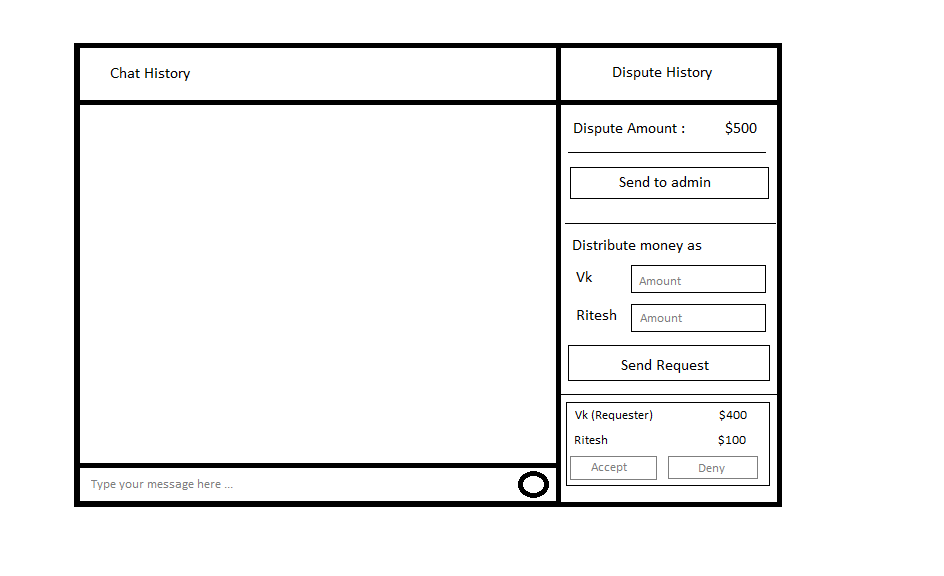 Chat History
Dispute History
Dispute Amount : $500
Send to admin
Distribute money as
Vk Amount
Ritesh Amount
Send Request
Vk (Requester) $400
Ritesh $100
Accept Deny
Type your message here ...